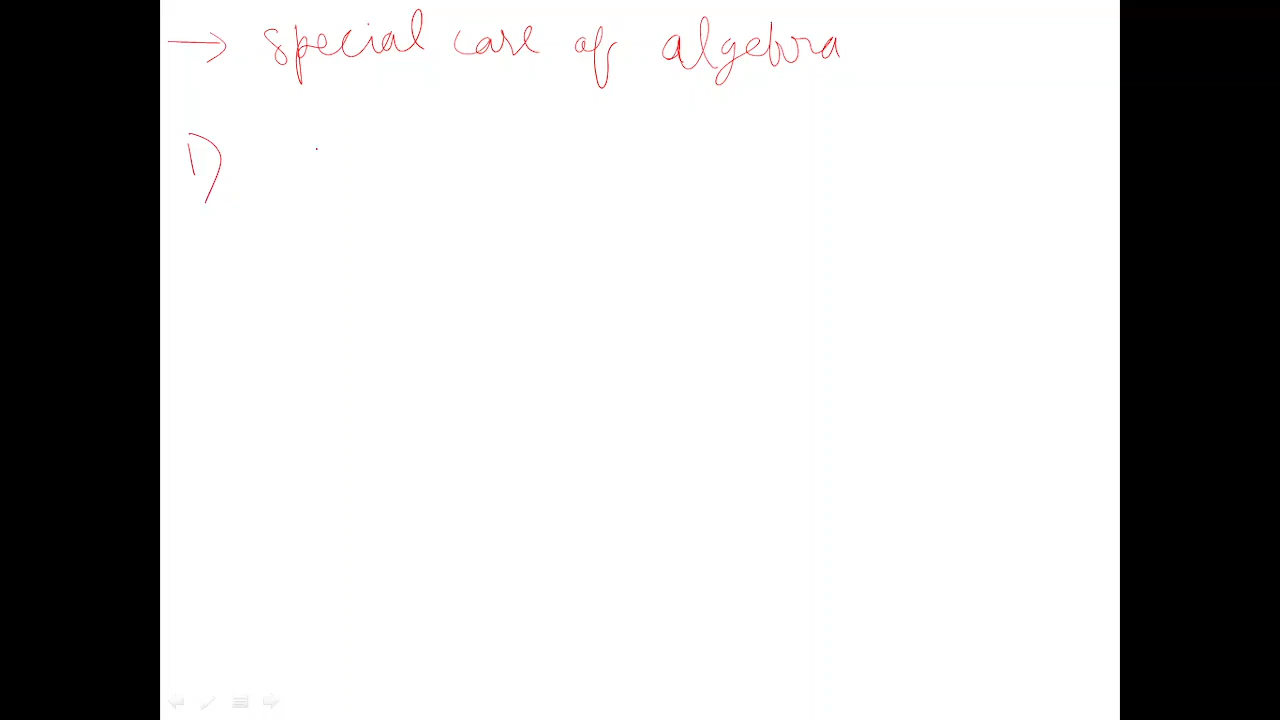 → special case of algebra
1)